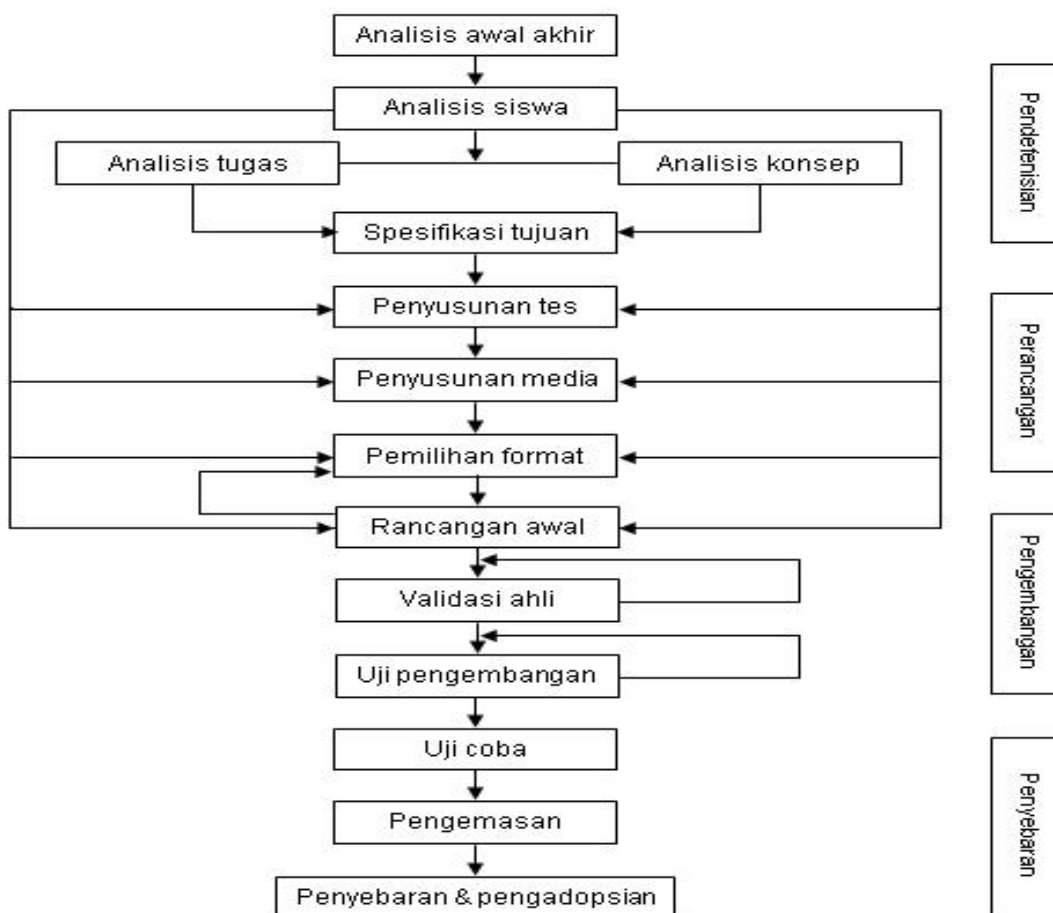 Analisis awal akhir
Analisis siswa
Analisis tugas
Analisis konsep
Spesifikasi tujuan
Penyusunan tes
Penyusunan media
Pemilihan format
Rancangan awal
Validasi ahli
Uji pengembangan
Uji coba
Pengemasan
Penyebaran & pengadopsian
Pendefenisian
Perancangan
Pengembangan
Penyebaran